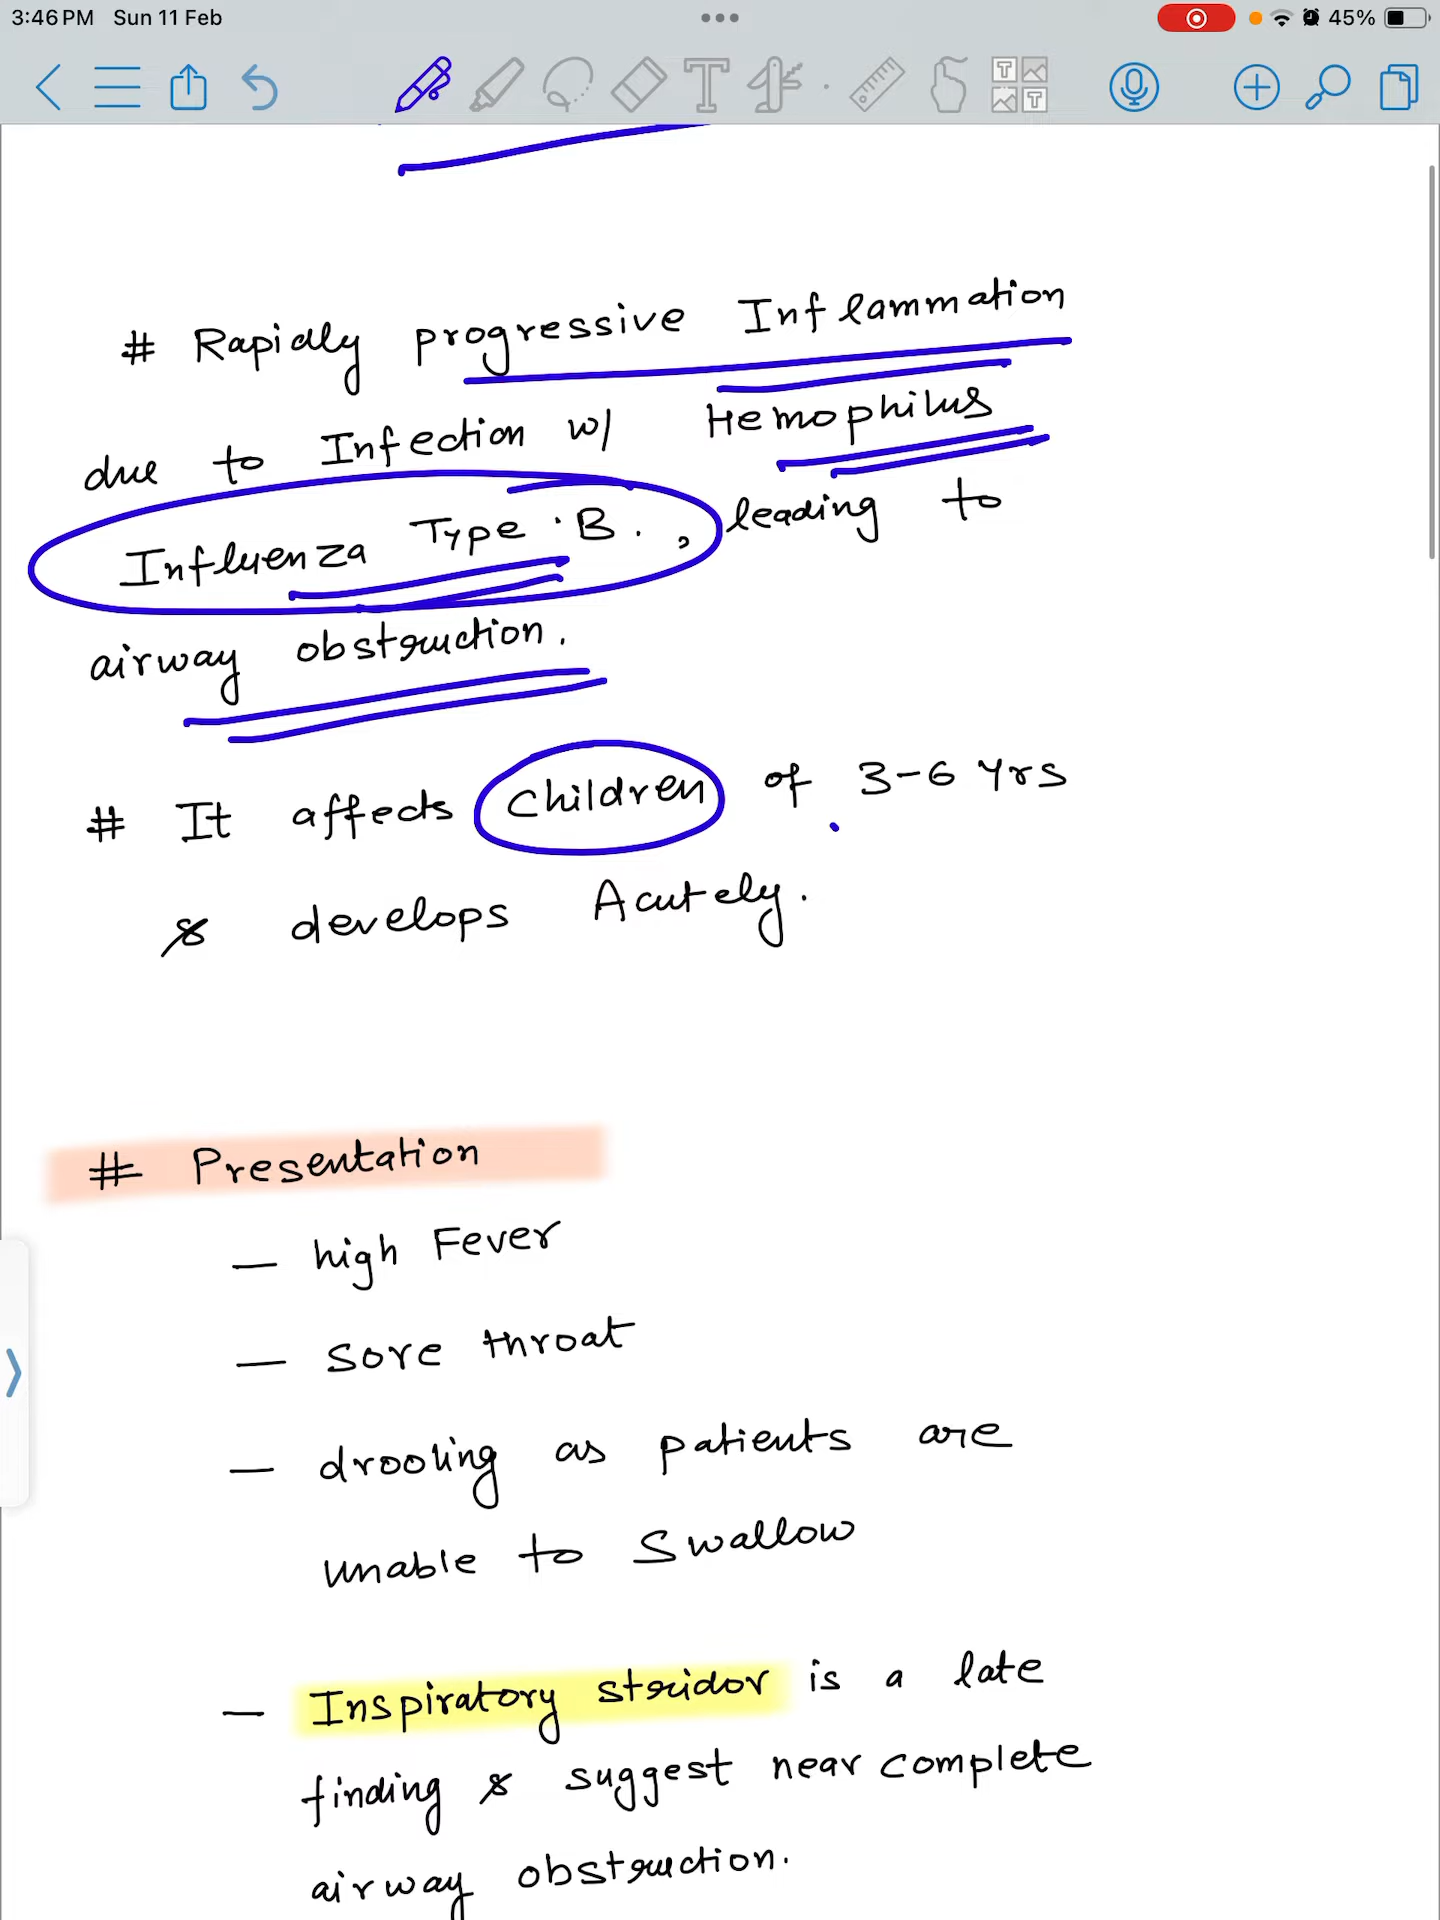 3:46 PM Sun 11 Feb
45%
# Rapidly progressive Inflammation
due to Infection w/ Hemophilus
Influenza Type B., leading to
airway obstruction.
# It affects children of 3-6 Yrs
& develops Acutely.
# Presentation
— high Fever
— Sore throat
— drooling as patients are
unable to Swallow
— Inspiratory stridor is a late
finding & suggest near complete
airway obstruction.